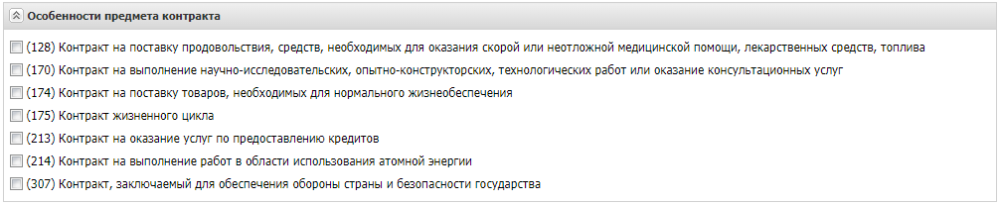 Особенности предмета контракта
(128) Контракт на поставку продовольствия, средств, необходимых для оказания скорой или неотложной медицинской помощи, лекарственных средств, топлива
(170) Контракт на выполнение научно-исследовательских, опытно-конструкторских, технологических работ или оказание консультационных услуг
(174) Контракт на поставку товаров, необходимых для нормального жизнеобеспечения
(175) Контракт жизненного цикла
(213) Контракт на оказание услуг по предоставлению кредитов
(214) Контракт на выполнение работ в области использования атомной энергии
(307) Контракт, заключаемый для обеспечения обороны страны и безопасности государства